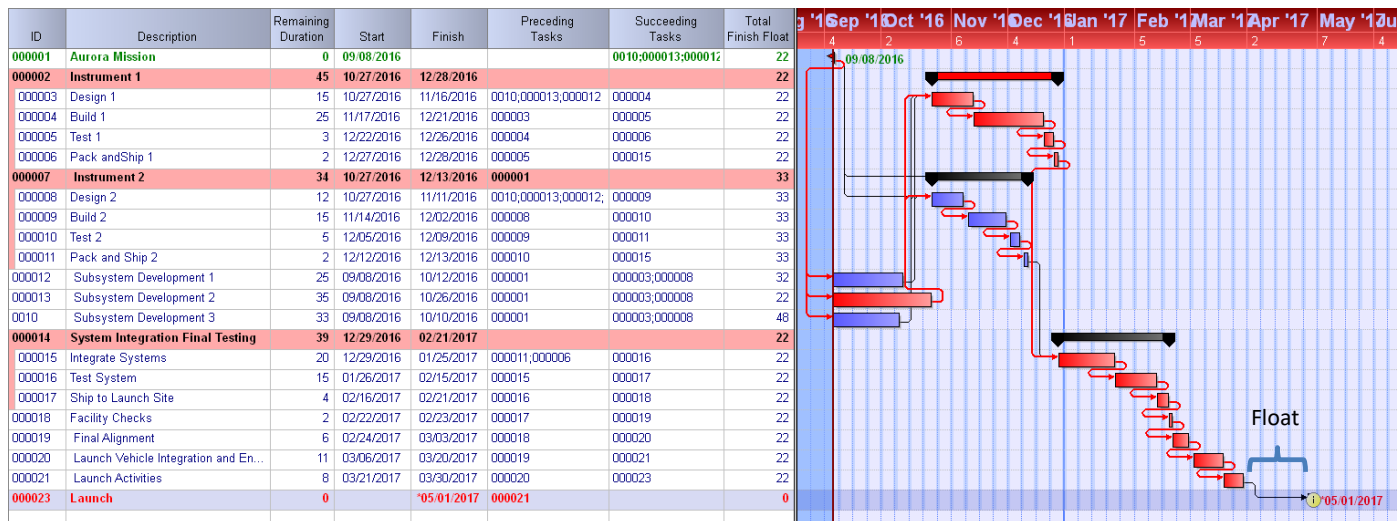 ID Description Remaining Duration Start Finish Preceding Tasks Succeeding Tasks Total Finish Float
g '16 Sep '16 Oct '16 Nov '16 Dec '16 Jan '17 Feb '17 Mar '17 Apr '17 May '17 Ju
4 2 6 4 1 5 5 2 7 4
000001 Aurora Mission 0 09/08/2016 0010;000013;000012 22 09/08/2016
000002 Instrument 1 45 10/27/2016 12/28/2016 22
000003 Design 1 15 10/27/2016 11/16/2016 0010;000013;000012 000004 22
000004 Build 1 25 11/17/2016 12/21/2016 000003 000005 22
000005 Test 1 3 12/22/2016 12/26/2016 000004 000006 22
000006 Pack andShip 1 2 12/27/2016 12/28/2016 000005 000015 22
000007 Instrument 2 34 10/27/2016 12/13/2016 000001 33
000008 Design 2 12 10/27/2016 11/11/2016 0010;000013;000012; 000009 33
000009 Build 2 15 11/14/2016 12/02/2016 000008 000010 33
000010 Test 2 5 12/05/2016 12/09/2016 000009 000011 33
000011 Pack and Ship 2 2 12/12/2016 12/13/2016 000010 000015 33
000012 Subsystem Development 1 25 09/08/2016 10/12/2016 000001 000003;000008 32
000013 Subsystem Development 2 35 09/08/2016 10/26/2016 000001 000003;000008 22
0010 Subsystem Development 3 33 09/08/2016 10/10/2016 000001 000003;000008 48
000014 System Integration Final Testing 39 12/29/2016 02/21/2017 22
000015 Integrate Systems 20 12/29/2016 01/25/2017 000011;000006 000016 22
000016 Test System 15 01/26/2017 02/15/2017 000015 000017 22
000017 Ship to Launch Site 4 02/16/2017 02/21/2017 000016 000018 22
000018 Facility Checks 2 02/22/2017 02/23/2017 000017 000019 22
Float
000019 Final Alignment 6 02/24/2017 03/03/2017 000018 000020 22
000020 Launch Vehicle Integration and En... 11 03/06/2017 03/20/2017 000019 000021 22
000021 Launch Activities 8 03/21/2017 03/30/2017 000020 000023 22
000023 Launch 0 *05/01/2017 000021 0 i *05/01/2017